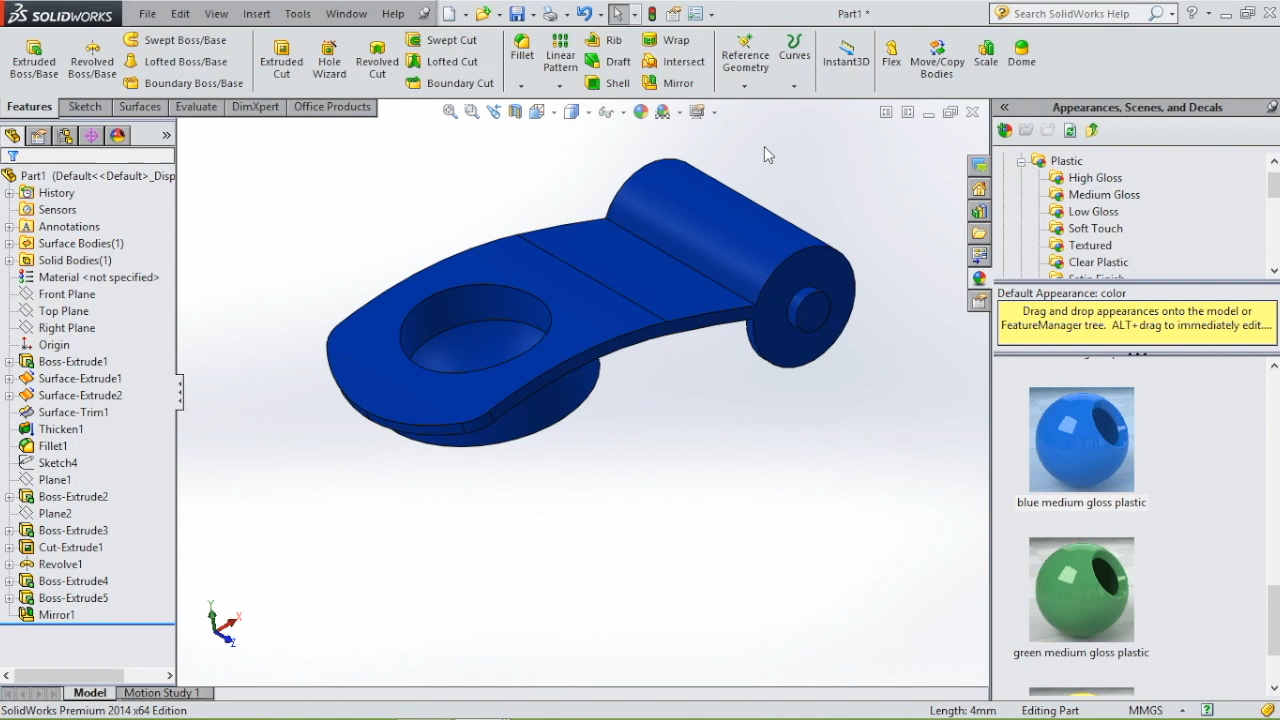 SOLIDWORKS File Edit View Insert Tools Window Help Part1 * Search SolidWorks Help
Extruded Boss/Base
Revolved Boss/Base
Swept Boss/Base
Lofted Boss/Base
Boundary Boss/Base
Extruded Cut
Hole Wizard
Revolved Cut
Swept Cut
Lofted Cut
Boundary Cut
Fillet
Linear Pattern
Rib
Draft
Shell
Wrap
Intersect
Mirror
Reference Geometry
Curves
Instant3D
Flex
Move/Copy Bodies
Scale
Dome
Features Sketch Surfaces Evaluate DimXpert Office Products
Part1 (Default<<Default>_Disp
History
Sensors
Annotations
Surface Bodies(1)
Solid Bodies(1)
Material <not specified>
Front Plane
Top Plane
Right Plane
Origin
Boss-Extrude1
Surface-Extrude1
Surface-Extrude2
Surface-Trim1
Thicken1
Fillet1
Sketch4
Plane1
Boss-Extrude2
Plane2
Boss-Extrude3
Cut-Extrude1
Revolve1
Boss-Extrude4
Boss-Extrude5
Mirror1
Y
X
Z
Appearances, Scenes, and Decals
Plastic
High Gloss
Medium Gloss
Low Gloss
Soft Touch
Textured
Clear Plastic
Satin Finish
Default Appearance: color
Drag and drop appearances onto the model or
FeatureManager tree. ALT+drag to immediately edit....
blue medium gloss plastic
green medium gloss plastic
Model Motion Study 1
SolidWorks Premium 2014 x64 Edition Length: 4mm Editing Part MMGS